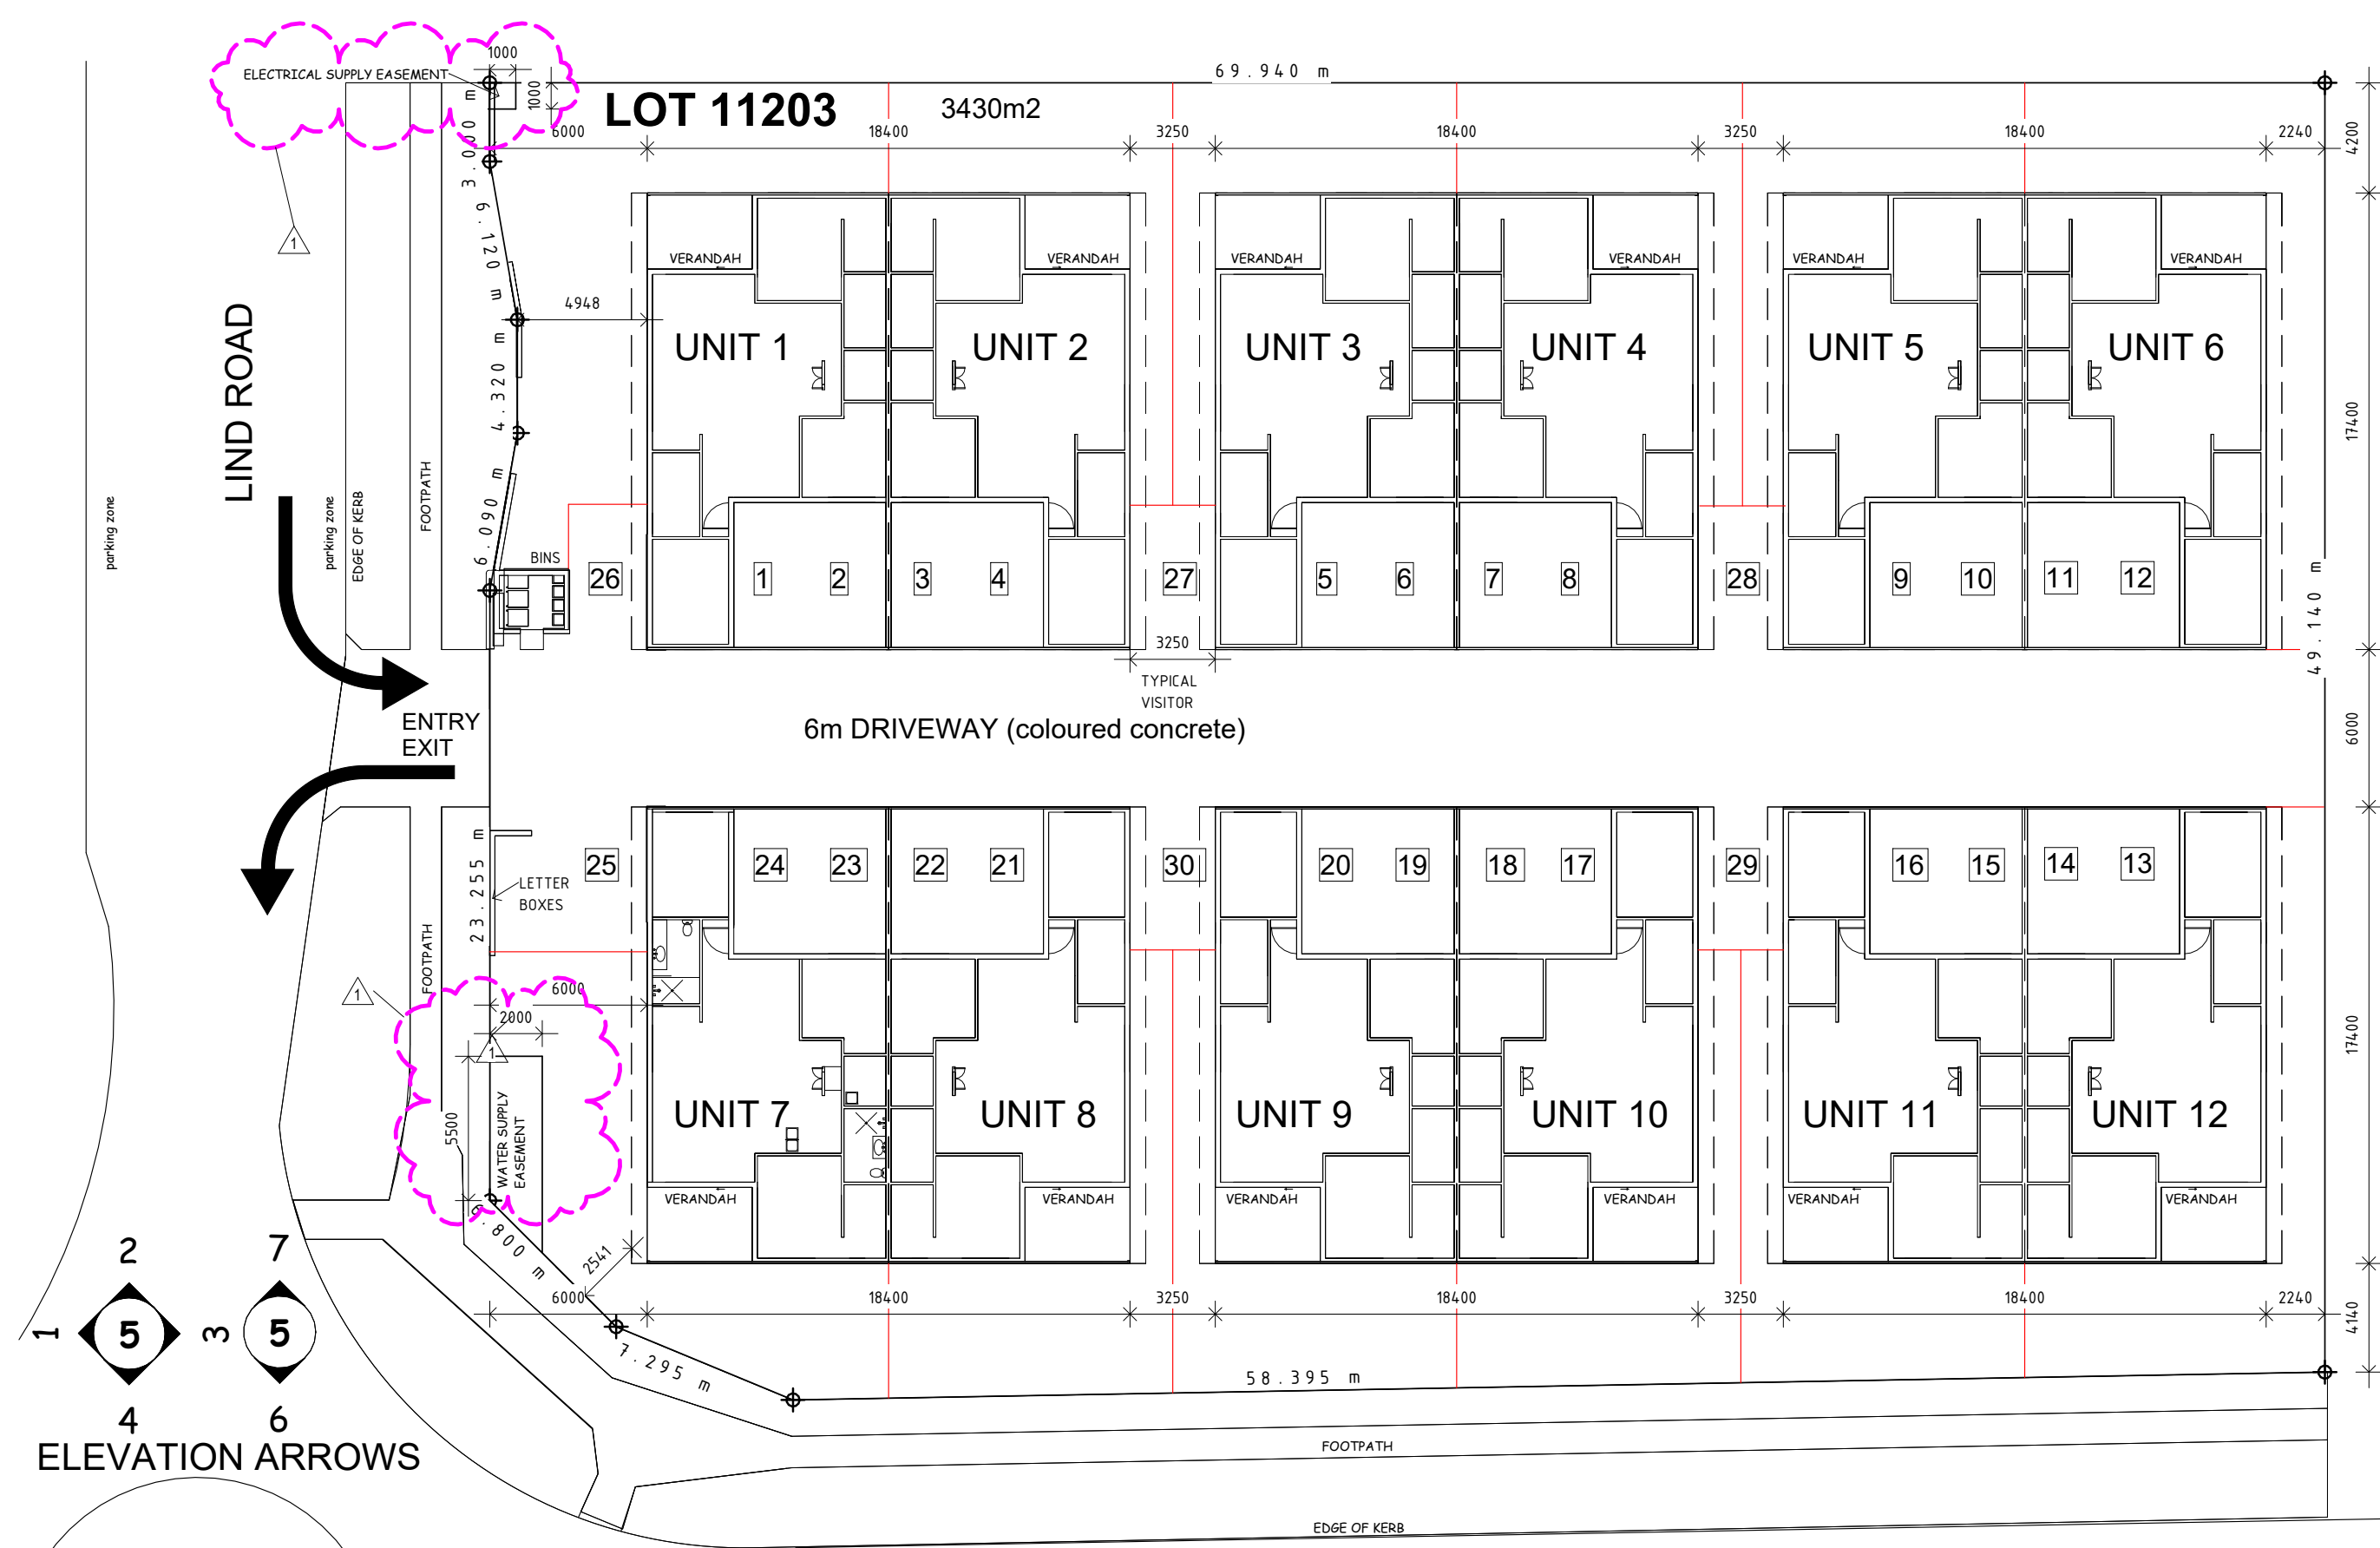 1000
ELECTRICAL SUPPLY EASEMENT
69.940 m
1000
LOT 11203
3430m2
3.000 m
6000
18400
3250
18400
3250
18400
2240
4200
6.120 m
1
VERANDAH
VERANDAH
VERANDAH
VERANDAH
VERANDAH
VERANDAH
4948
LIND ROAD
UNIT 1
UNIT 2
UNIT 3
UNIT 4
UNIT 5
UNIT 6
4.320 m
17400
parking zone
parking zone
EDGE OF KERB
FOOTPATH
6.090 m
BINS
26
1
2
3
4
27
5
6
7
8
28
9
10
11
12
49.140 m
3250
TYPICAL
VISITOR
ENTRY
EXIT
6m DRIVEWAY (coloured concrete)
6000
23.255 m
LETTER
BOXES
25
24
23
22
21
30
20
19
18
17
29
16
15
14
13
FOOTPATH
1
6000
2000
1
5500
WATER SUPPLY
EASEMENT
17400
UNIT 7
UNIT 8
UNIT 9
UNIT 10
UNIT 11
UNIT 12
VERANDAH
VERANDAH
VERANDAH
VERANDAH
VERANDAH
VERANDAH
6.800 m
2541
6000
18400
3250
18400
3250
18400
2240
4140
2
7
1
5
3
5
4
6
ELEVATION ARROWS
7.295 m
58.395 m
FOOTPATH
EDGE OF KERB